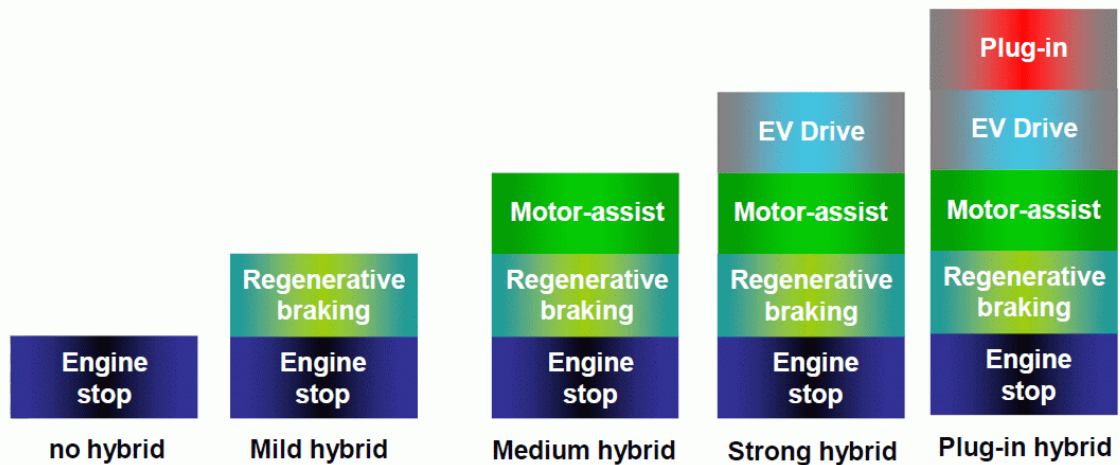 Plug-in
EV Drive
EV Drive
Motor-assist
Motor-assist
Motor-assist
Regenerative
braking
Regenerative
braking
Regenerative
braking
Regenerative
braking
Engine
stop
Engine
stop
Engine
stop
Engine
stop
Engine
stop
no hybrid
Mild hybrid
Medium hybrid
Strong hybrid
Plug-in hybrid